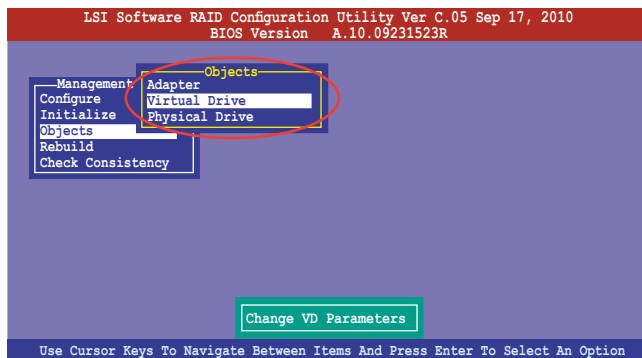 LSI Software RAID Configuration Utility Ver C.05 Sep 17, 2010
BIOS Version A.10.09231523R
Management
Configure
Initialize
Objects
Rebuild
Check Consistency
Objects
Adapter
Virtual Drive
Physical Drive
Change VD Parameters
Use Cursor Keys To Navigate Between Items And Press Enter To Select An Option